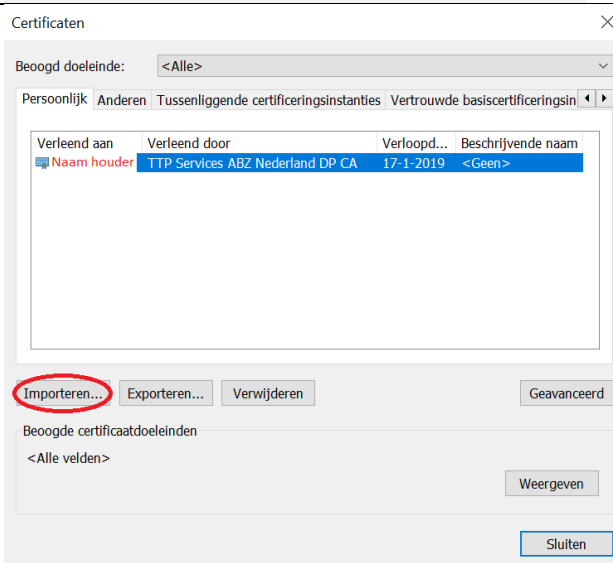 Certificaten
Beoogd doeleinde: <Alle>
Persoonlijk Anderen Tussenliggende certificeringsinstanties Vertrouwde basiscertificeringsin
Verleend aan Verleend door Verloopd... Beschrijvende naam
Naam houder TTP Services ABZ Nederland DP CA 17-1-2019 <Geen>
Importeren... Exporteren... Verwijderen Geavanceerd
Beoogde certificaatdoeleinden
<Alle velden>
Weergeven
Sluiten